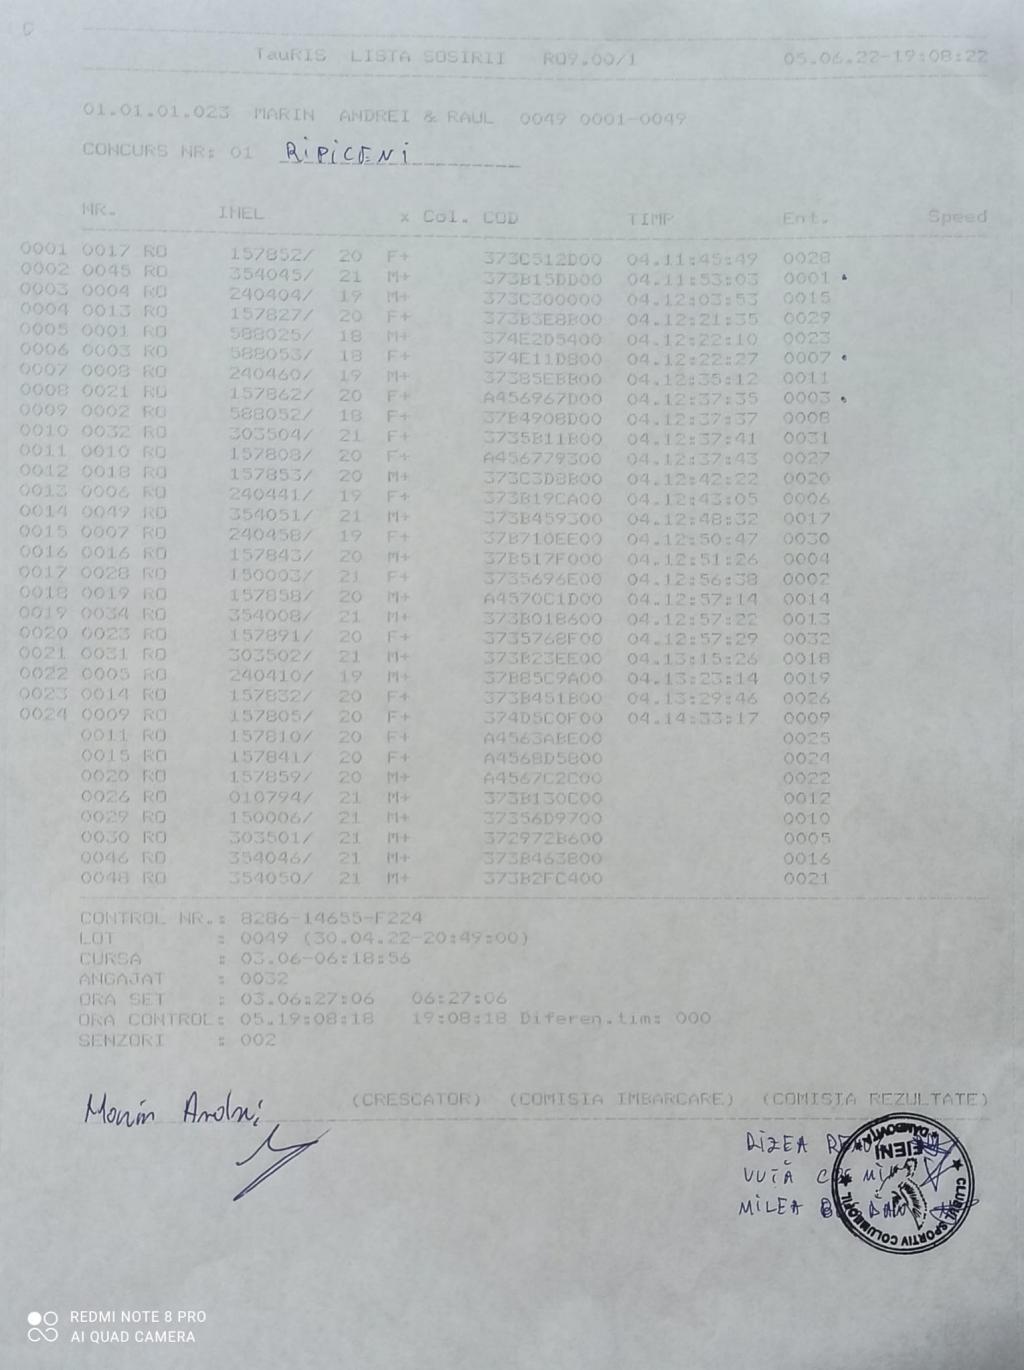 TauRIS LISTA SOSIRII R09.00/1 05.06.22-19:08:22
01.01.01.023 MARIN ANDREI & RAUL 0049 0001-0049
CONCURS NR: 01 RIPICENI
NR. INEL x Col. COD TIMP Ent. Speed
0001 0017 RO 157852/ 20 F+ 373C512D00 04.11:45:49 0028
0002 0045 RO 354045/ 21 M+ 373B15DD00 04.11:53:03 0001
0003 0004 RO 240404/ 19 M+ 373C300000 04.12:03:53 0015
0004 0013 RO 157827/ 20 F+ 373B3E8B00 04.12:21:35 0029
0005 0001 RO 588025/ 18 M+ 374E2D5400 04.12:22:10 0023
0006 0003 RO 588053/ 18 F+ 374E11D800 04.12:22:27 0007
0007 0008 RO 240460/ 19 M+ 37385EBB00 04.12:35:12 0011
0008 0021 RO 157862/ 20 F+ A456967D00 04.12:37:35 0003
0009 0002 RO 588052/ 18 F+ 37B4908D00 04.12:37:37 0008
0010 0032 RO 303504/ 21 F+ 3735B11B00 04.12:37:41 0031
0011 0010 RO 157808/ 20 F+ A456779300 04.12:37:43 0027
0012 0018 RO 157853/ 20 M+ 373C3D8B00 04.12:42:22 0020
0013 0006 RO 240441/ 19 F+ 373B19CA00 04.12:43:05 0006
0014 0049 RO 354051/ 21 M+ 373B459300 04.12:48:32 0017
0015 0007 RO 240458/ 19 F+ 37B710EE00 04.12:50:47 0030
0016 0016 RO 157843/ 20 M+ 37B517F000 04.12:51:26 0004
0017 0028 RO 150003/ 21 F+ 3735696E00 04.12:56:38 0002
0018 0019 RO 157858/ 20 M+ A4570C1D00 04.12:57:14 0014
0019 0034 RO 354008/ 21 M+ 373B018600 04.12:57:22 0013
0020 0023 RO 157891/ 20 F+ 3735768F00 04.12:57:29 0032
0021 0031 RO 303502/ 21 M+ 373B23EE00 04.13:15:26 0018
0022 0005 RO 240410/ 19 M+ 37B85C9A00 04.13:23:14 0019
0023 0014 RO 157832/ 20 F+ 373B451B00 04.13:29:46 0026
0024 0009 RO 157805/ 20 F+ 374D5C0F00 04.14:33:17 0009
0011 RO 157810/ 20 F+ A4563ABE00 0025
0015 RO 157841/ 20 F+ A4568D5800 0024
0020 RO 157859/ 20 M+ A4567C2C00 0022
0026 RO 010794/ 21 M+ 373B130C00 0012
0029 RO 150006/ 21 M+ 37356D9700 0010
0030 RO 303501/ 21 M+ 372972B600 0005
0046 RO 354046/ 21 M+ 373B463800 0016
0048 RO 354050/ 21 M+ 373B2FC400 0021
CONTROL NR.: 8286-14655-F224
LOT : 0049 (30.04.22-20:49:00)
CURSA : 03.06-06:18:56
ANGAJAT : 0032
ORA SET : 03.06:27:06 06:27:06
ORA CONTROL: 05.19:08:18 19:08:18 Diferen.tim: 000
SENZORI : 002
Marin Andrei (CRESCATOR) (COMISIA IMBARCARE) (COMISIA REZULTATE)
DIZEA
VUȚĂ
MILEA
CLUBUL SPORTIV COLUMBOFIL FIENI DÂMBOVIȚA
REDMI NOTE 8 PRO
AI QUAD CAMERA